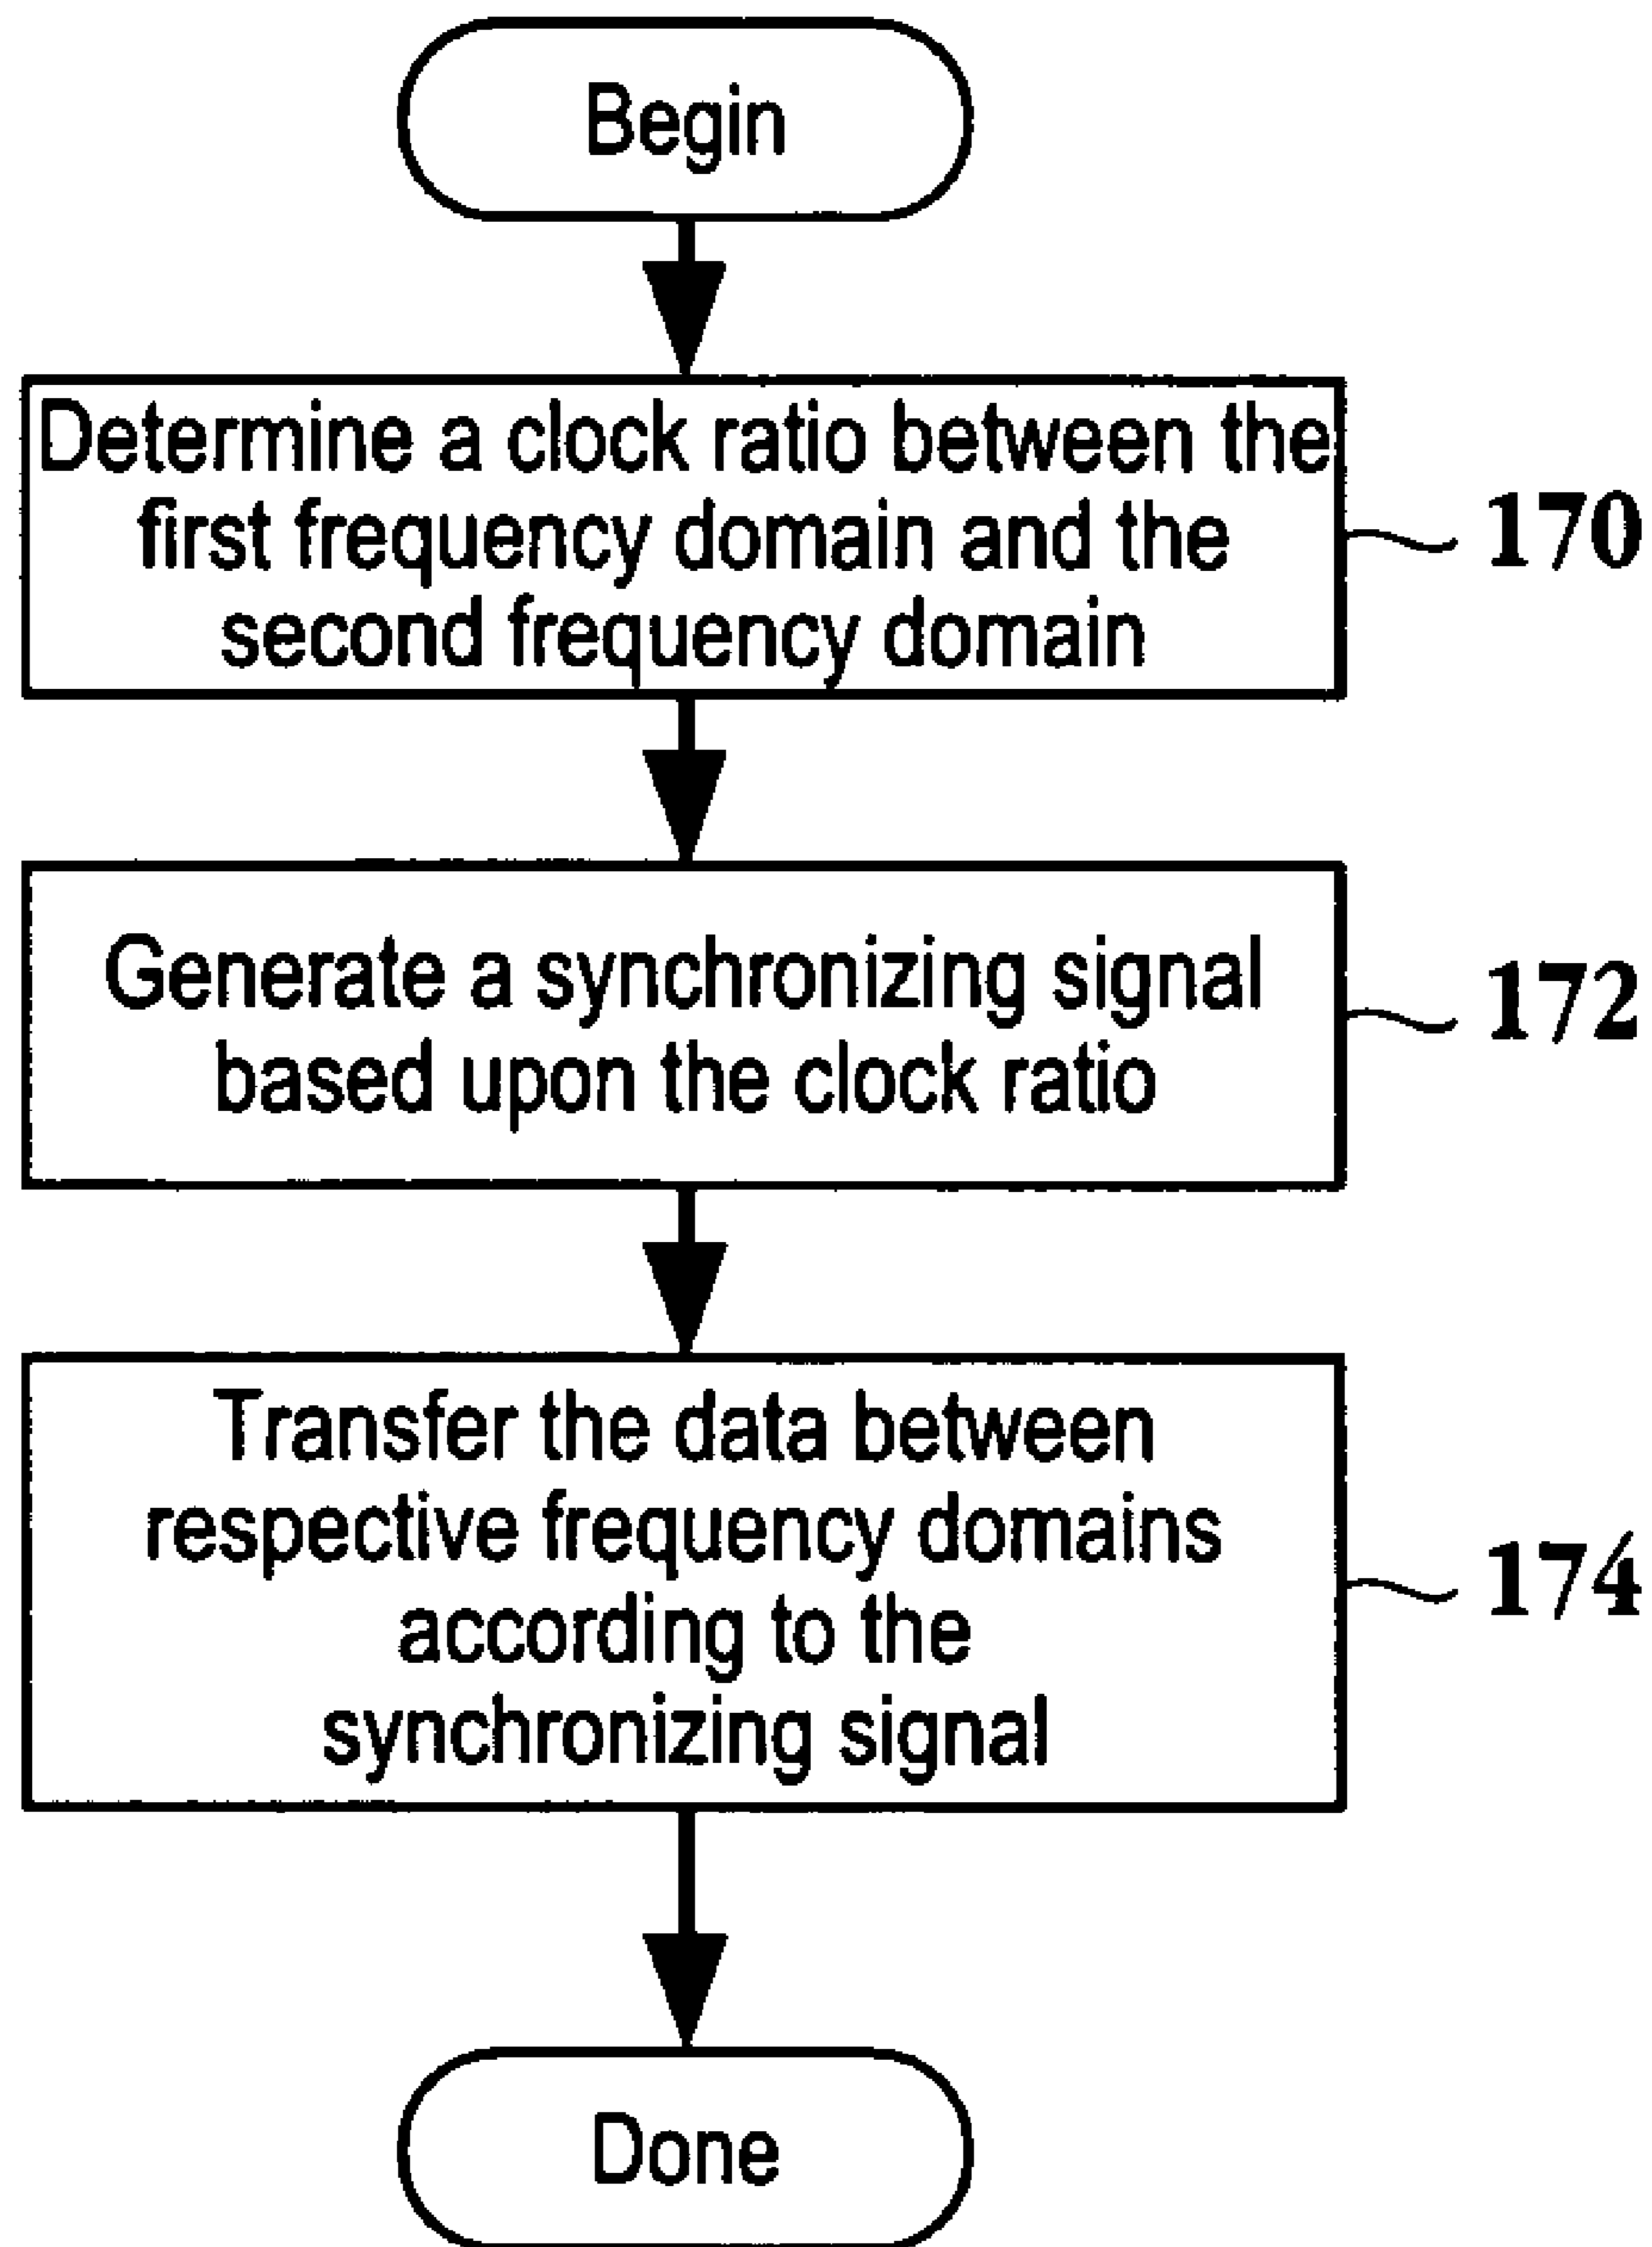 Begin
Determine a clock ratio between the
first frequency domain and the
second frequency domain
170
Generate a synchronizing signal
based upon the clock ratio
172
Transfer the data between
respective frequency domains
according to the
synchronizing signal
174
Done